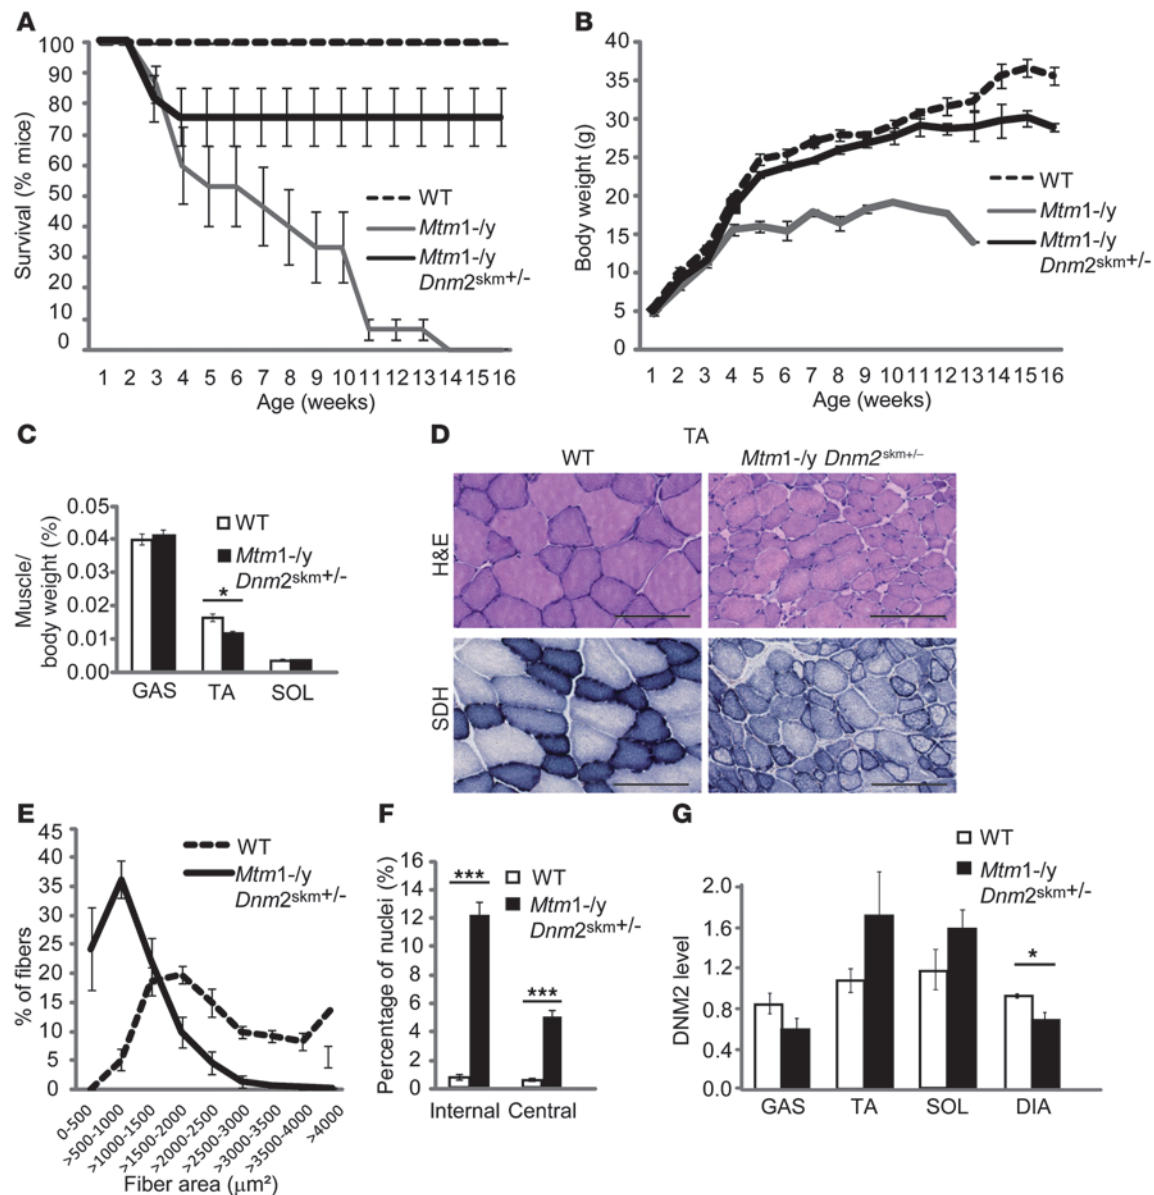 A
Survival (% mice)
100
90
80
70
60
50
40
30
20
10
0
WT
Mtm1-/y
Mtm1-/y
Dnm2skm+/-
1 2 3 4 5 6 7 8 9 10 11 12 13 14 15 16
Age (weeks)
B
Body weight (g)
40
35
30
25
20
15
10
5
0
WT
Mtm1-/y
Mtm1-/y
Dnm2skm+/-
1 2 3 4 5 6 7 8 9 10 11 12 13 14 15 16
Age (weeks)
C
Muscle/
body weight (%)
0.05
0.04
0.03
0.02
0.01
0.00
WT
Mtm1-/y
Dnm2skm+/-
*
GAS TA SOL
D
TA
WT Mtm1-/y Dnm2skm+/–
H&E
SDH
E
% of fibers
45
40
35
30
25
20
15
10
5
0
WT
Mtm1-/y
Dnm2skm+/-
0-500
>500-1000
>1000-1500
>1500-2000
>2000-2500
>2500-3000
>3000-3500
>3500-4000
>4000
Fiber area (µm²)
F
Percentage of nuclei (%)
16
14
12
10
8
6
4
2
0
WT
Mtm1-/y
Dnm2skm+/-
***
***
Internal Central
G
DNM2 level
2.0
1.6
1.2
0.8
0.4
0.0
WT
Mtm1-/y
Dnm2skm+/-
*
GAS TA SOL DIA